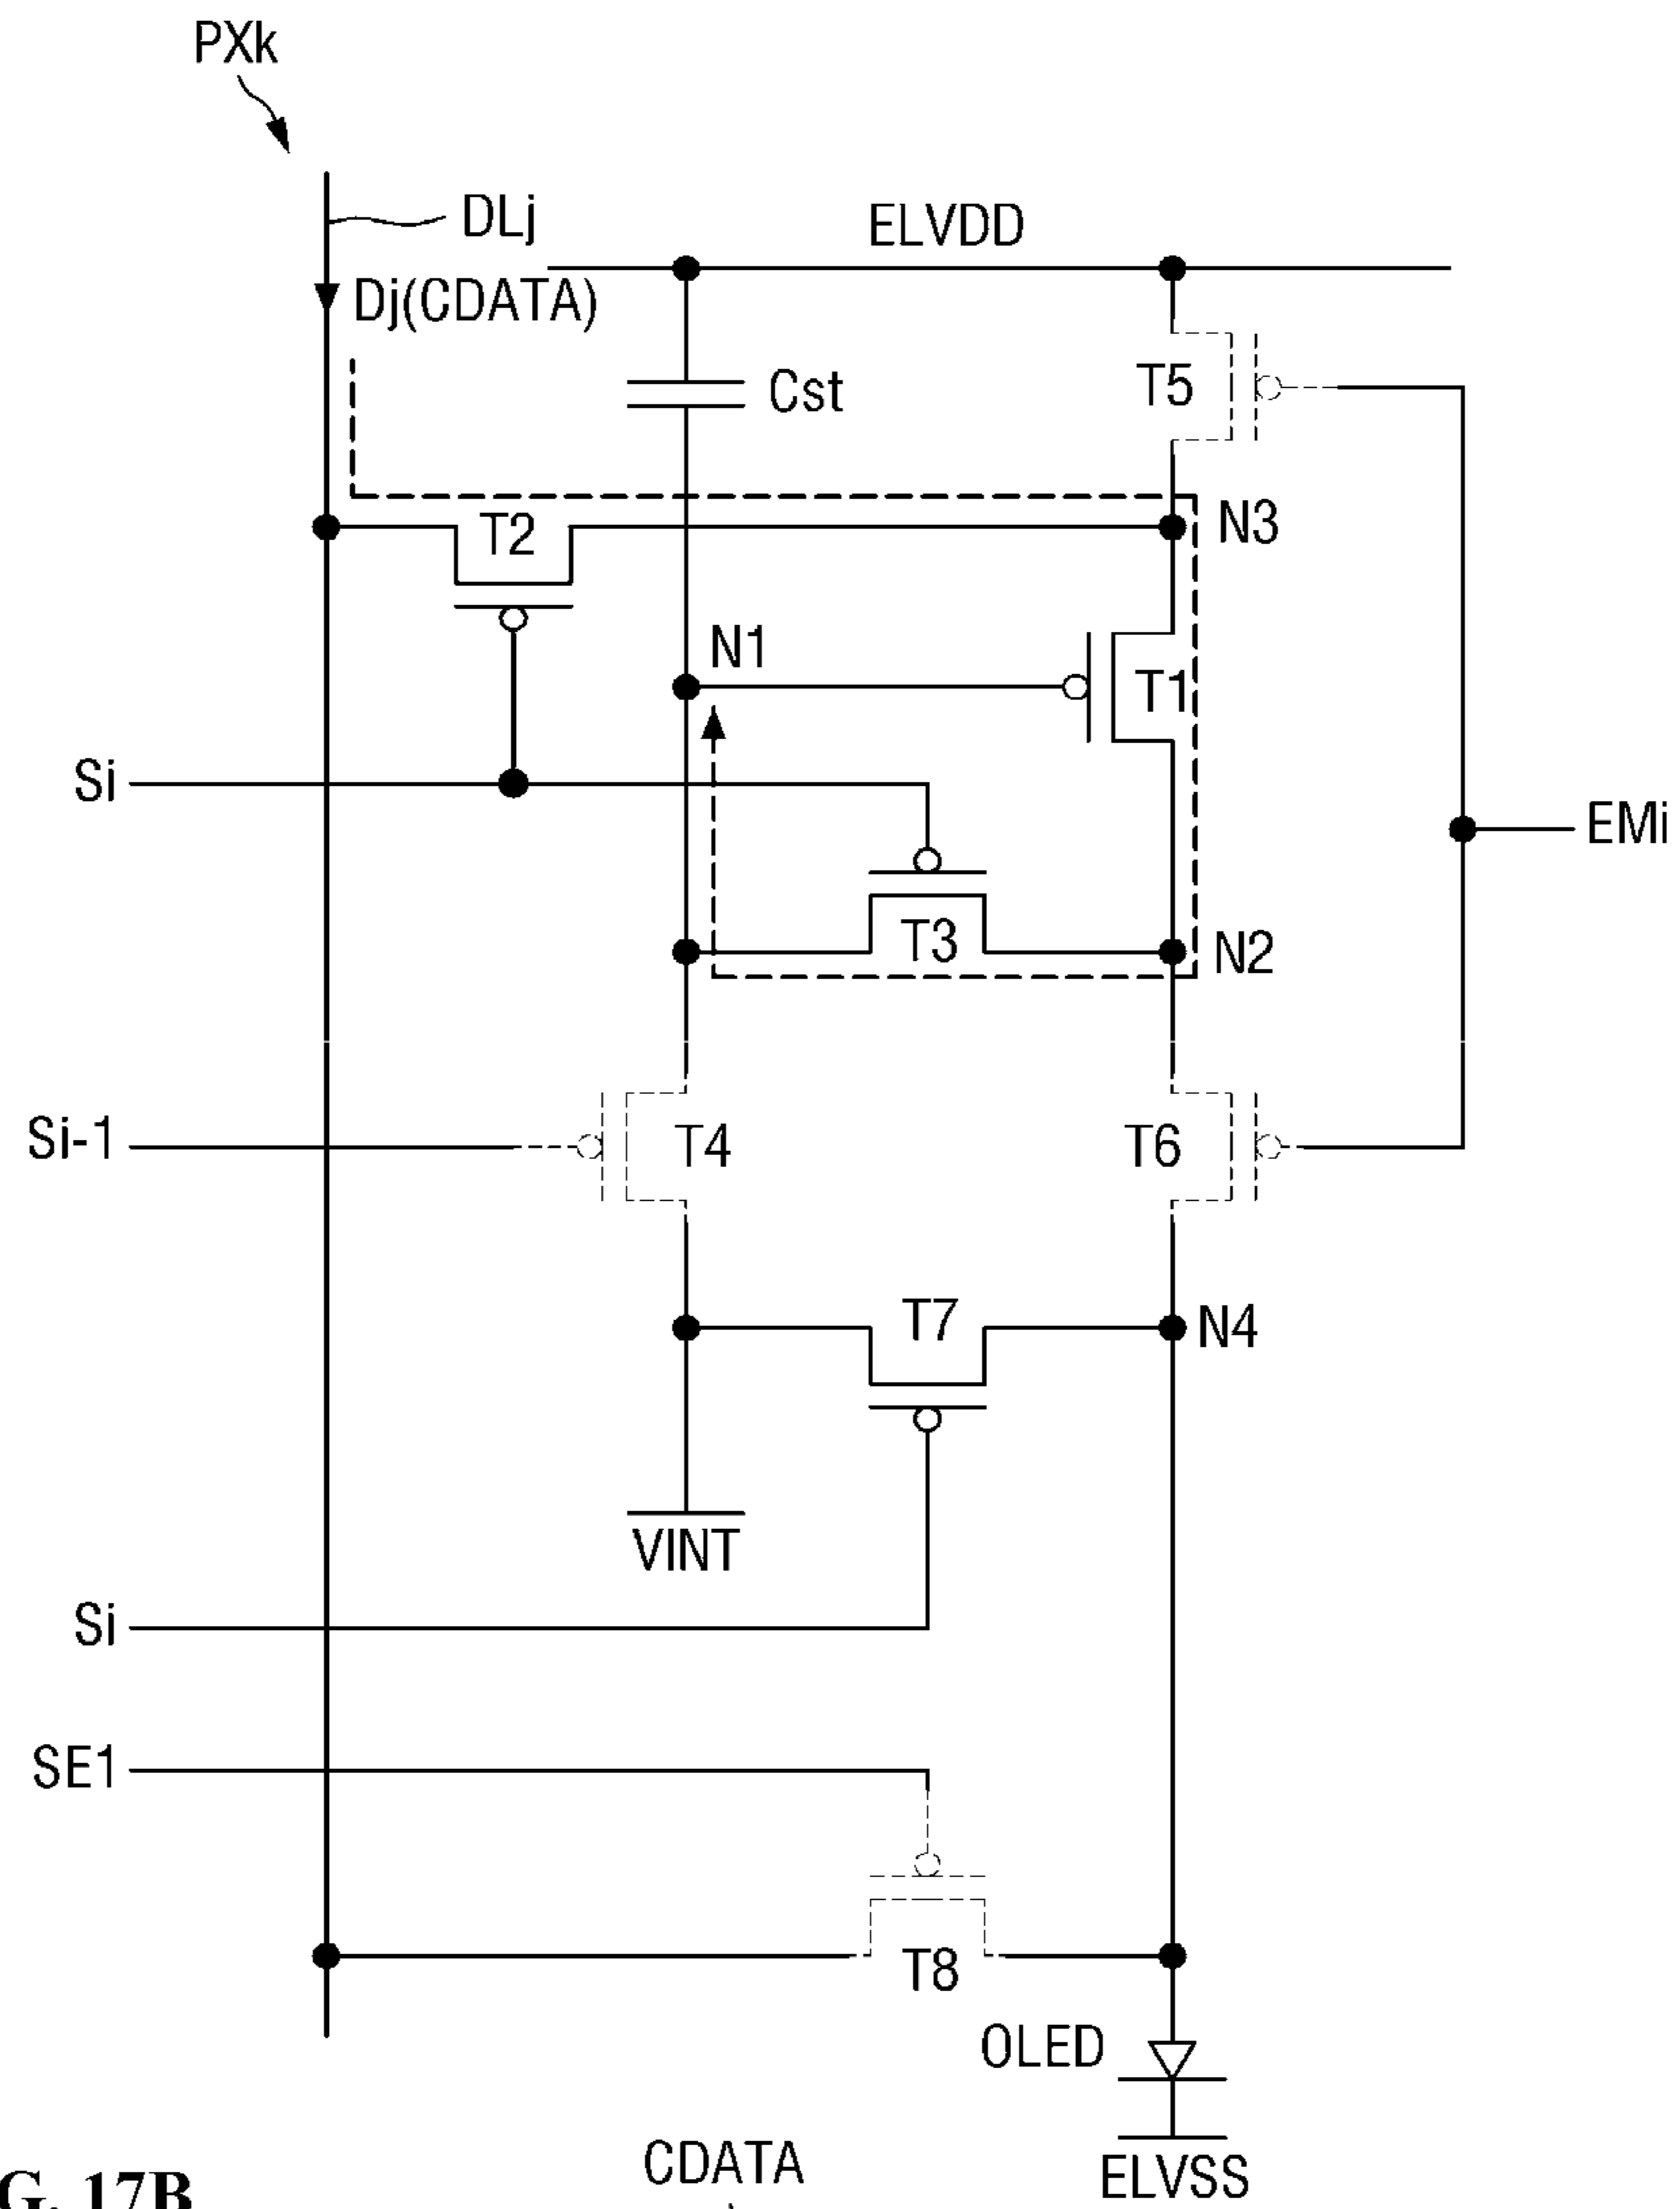 PXk
DLj
ELVDD
Dj(CDATA)
Cst
T5
T2
N3
N1
T1
Si
EMi
T3
N2
Si-1
T4
T6
T7
N4
VINT
Si
SE1
T8
OLED
CDATA
ELVSS
G. 17B